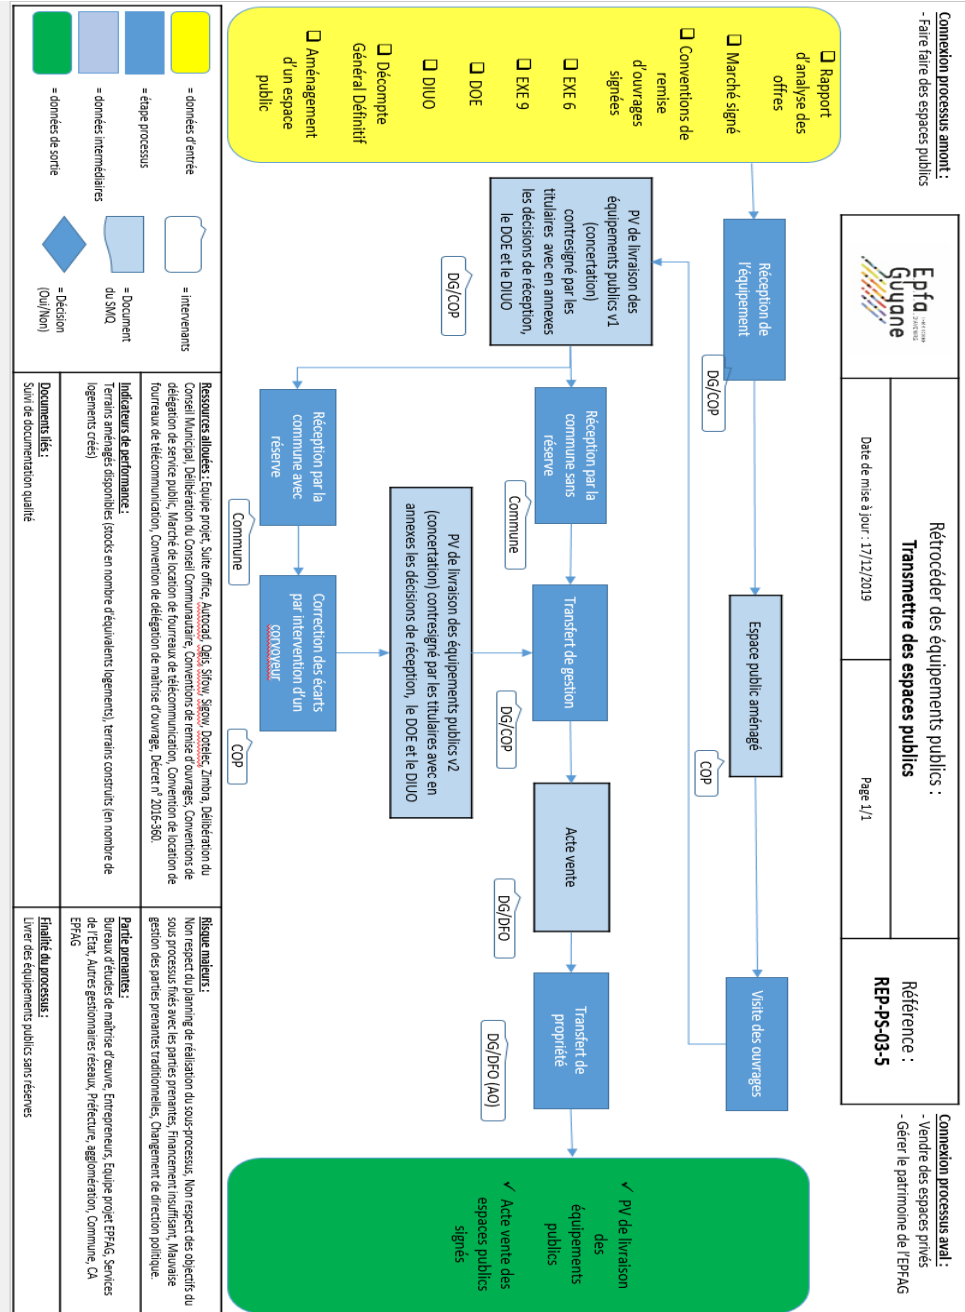 Connexion processus amont :
- Faire faire des espaces publics
Epfa
Guyane
Rétrocéder des équipements publics :
Transmettre des espaces publics
Date de mise à jour : 17/12/2019
Page 1/1
Référence :
REP-PS-03-5
Connexion processus aval :
- Vendre des espaces privés
- Gérer le patrimoine de l'EPFAG
❑ Rapport
d'analyse des
offres
❑ Marché signé
❑ Conventions de
remise
d'ouvrages
signées
❑ EXE 6
❑ EXE 9
❑ DOE
❑ DIUO
❑ Décompte
Général Définitif
❑ Aménagement
d'un espace
public
Réception de
l'équipement
DG/COP
Espace public aménagé
COP
Visite des ouvrages
PV de livraison des
équipements publics v1
(concertation)
contresigné par les
titulaires avec en annexes
les décisions de réception,
le DOE et le DIUO
DG/COP
Réception par la
commune sans
réserve
Commune
Transfert de gestion
DG/COP
Acte vente
DG/DFO
Transfert de
propriété
DG/DFO (AO)
PV de livraison des équipements publics v2
(concertation) contresigné par les titulaires avec en
annexes les décisions de réception, le DOE et le DIUO
Réception par la
commune avec
réserve
Commune
Correction des écarts
par intervention d'un
corvoyeur
COP
✓ PV de livraison
des
équipements
publics
✓ Acte vente des
espaces publics
signés
= données d'entrée
= étape processus
= données intermédiaires
= données de sortie
= intervenants
= Document
du SMQ
= Décision
(Oui/Non)
Ressources allouées : Equipe projet, Suite office, Autocad, Qgis, Sifow, Sigow, Dotelec, Zimbra, Délibération du
Conseil Municipal, Délibération du Conseil Communautaire, Conventions de remise d'ouvrages, Conventions de
délégation de service public, Marché de location de fourreaux de télécommunication, Convention de location de
fourreaux de télécommunication, Convention de délégation de maîtrise d'ouvrage, Décret n° 2016-360.
Indicateurs de performance :
Terrains aménagés disponibles (stocks en nombre d'équivalents logements), terrains construits (en nombre de
logements créés)
Documents liés :
Suivi de documentation qualité
Risque majeurs :
Non respect du planning de réalisation du sous-processus, Non respect des objectifs du
sous processus fixés avec les parties prenantes, Financement insuffisant, Mauvaise
gestion des parties prenantes traditionnelles, Changement de direction politique.
Partie prenantes :
Bureaux d'études de maîtrise d'œuvre, Entrepreneurs, Equipe projet EPFAG, Services
de l'Etat, Autres gestionnaires réseaux, Préfecture, agglomération, Commune, CA
EPFAG
Finalité du processus :
Livrer des équipements publics sans réserves